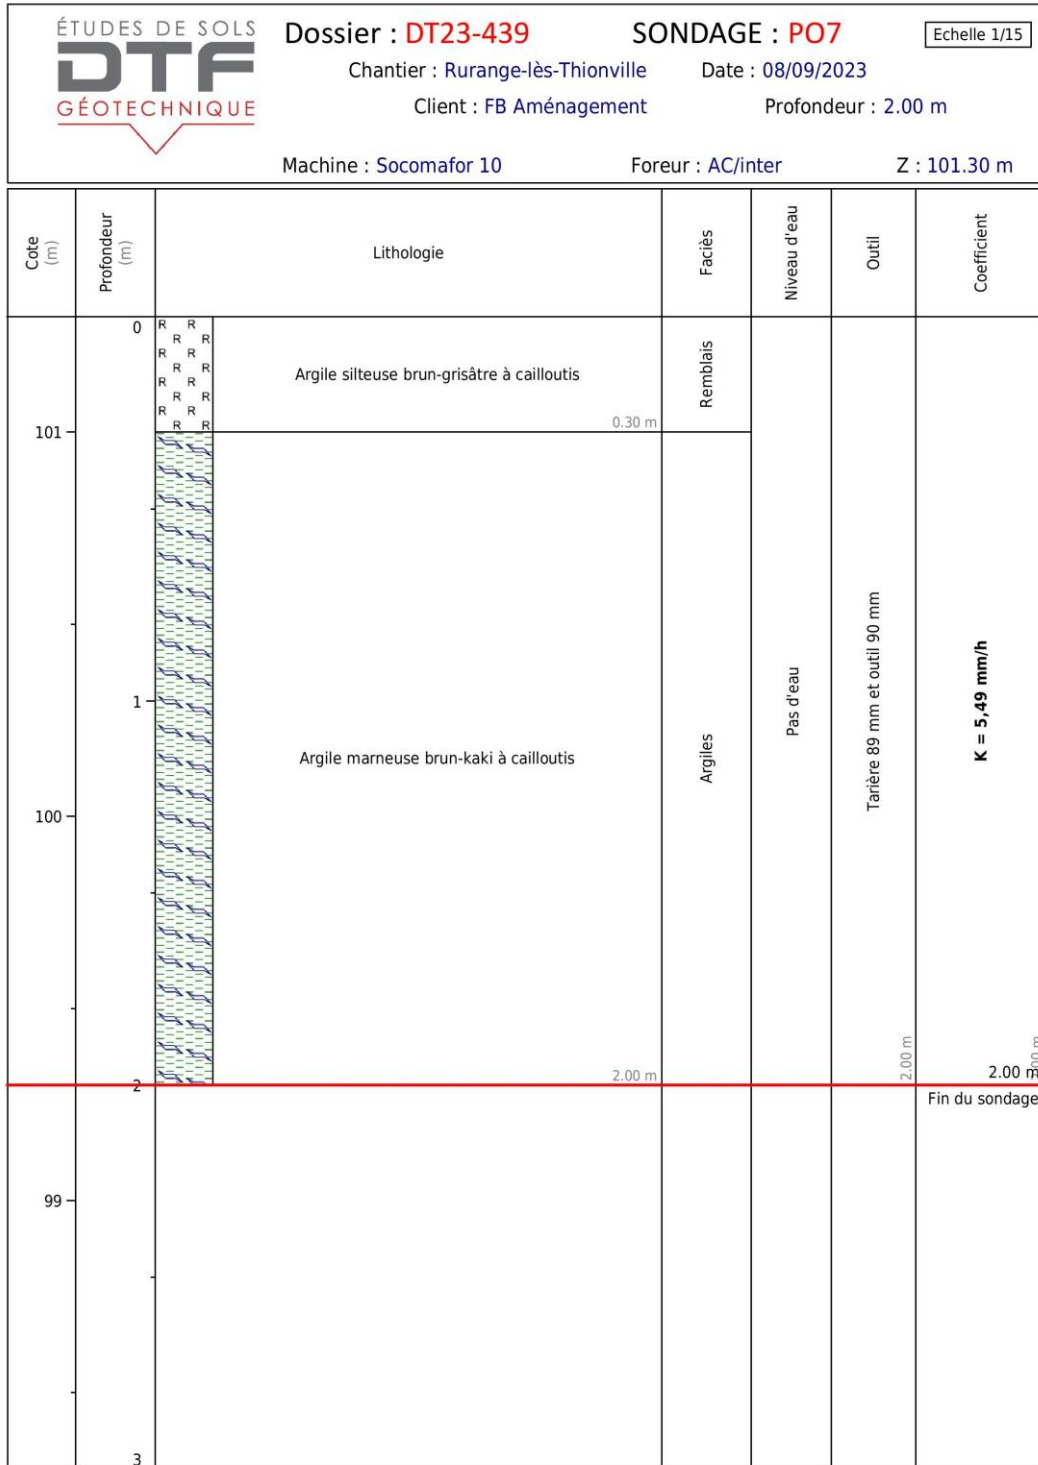 ÉTUDES DE SOLS
DTF
GÉOTECHNIQUE
Dossier : DT23-439
SONDAGE : PO7
Echelle 1/15
Chantier : Rurange-lès-Thionville
Date : 08/09/2023
Client : FB Aménagement
Profondeur : 2.00 m
Machine : Socomafor 10
Foreur : AC/inter
Z : 101.30 m
Cote
(m)
Profondeur
(m)
Lithologie
Faciès
Niveau d'eau
Outil
Coefficient
0
R R
R R
R R
R R
R R
R R
R R
R R
Argile silteuse brun-grisâtre à cailloutis
0.30 m
Remblais
101
1
100
Argile marneuse brun-kaki à cailloutis
Argiles
Pas d'eau
Tarière 89 mm et outil 90 mm
K = 5,49 mm/h
2.00 m
2.00 m
2.00 m
2
Fin du sondage
99
3